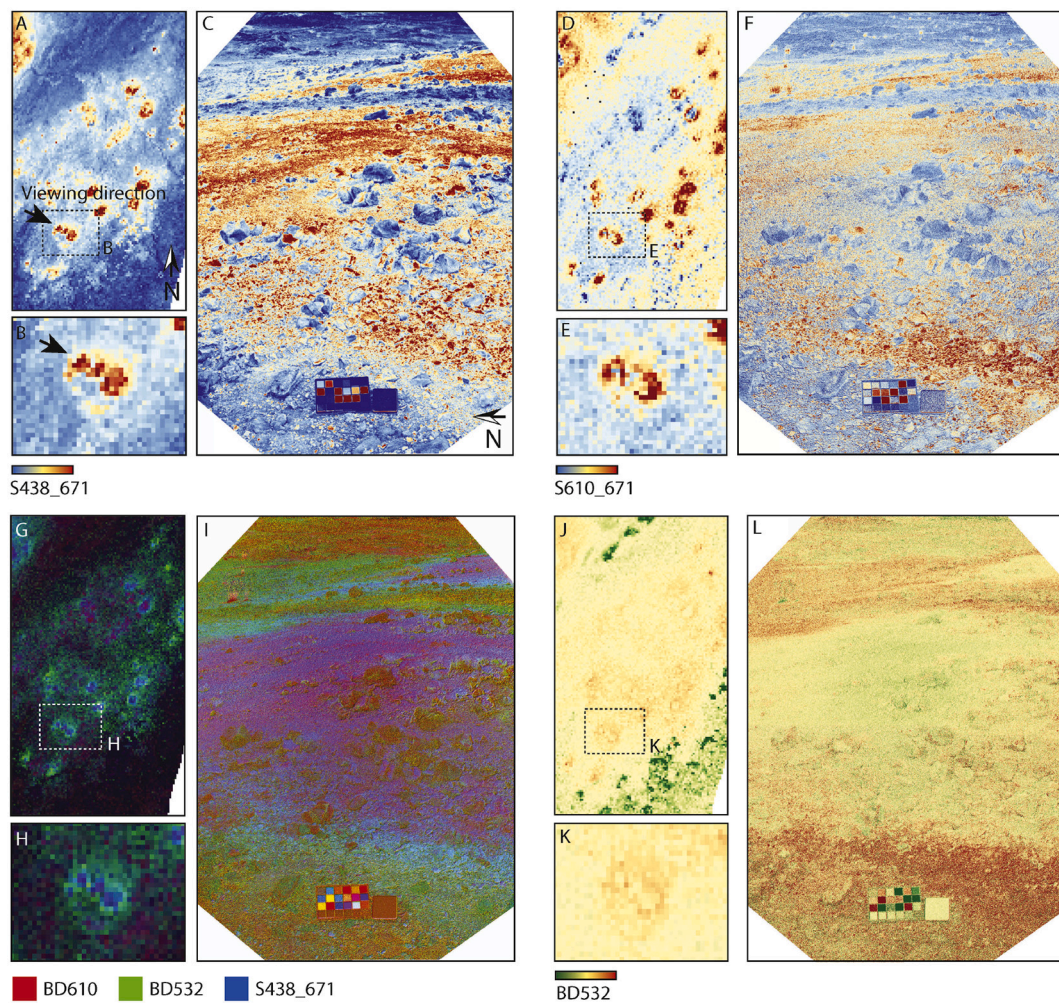 A
C
D
F
Viewing direction
B
N
E
B
E
N
S438_671
S610_671
G
I
J
L
H
K
H
K
BD610
BD532
S438_671
BD532